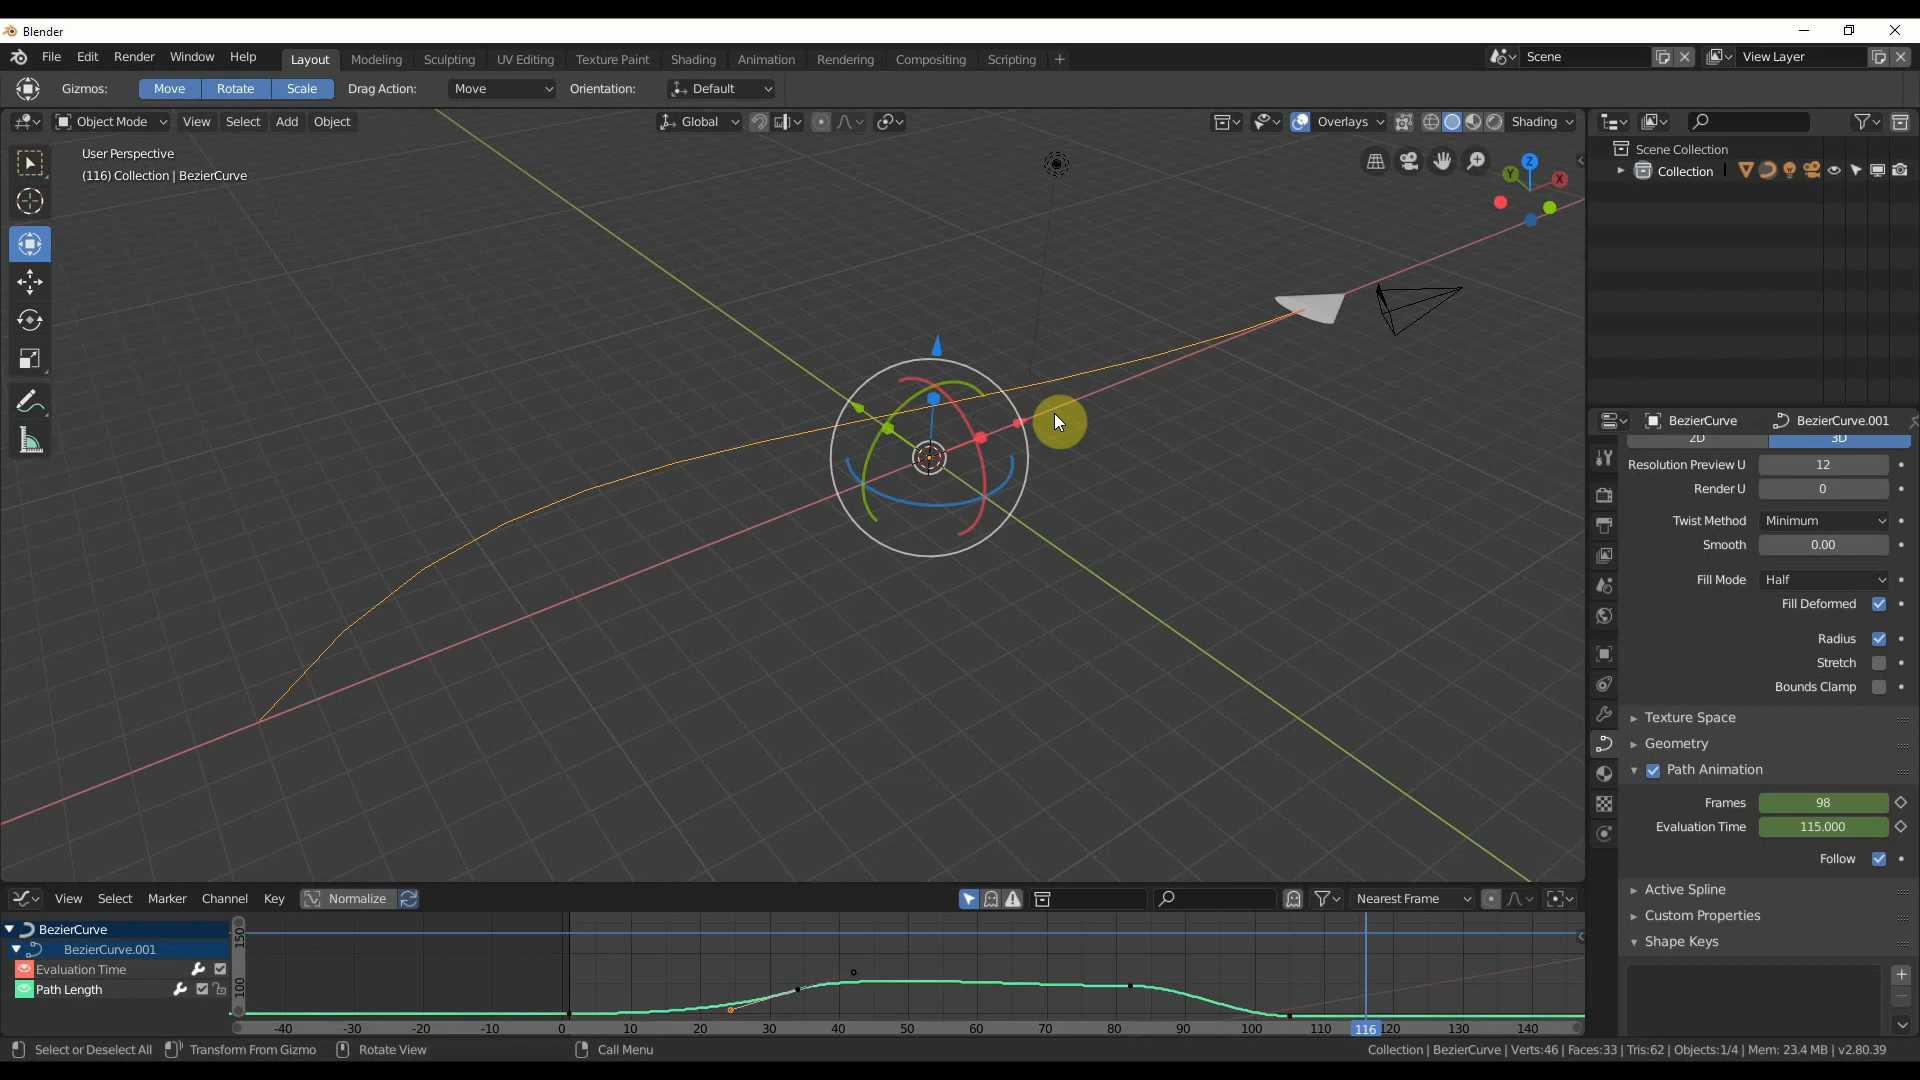 Blender
File Edit Render Window Help Layout Modeling Sculpting UV Editing Texture Paint Shading Animation Rendering Compositing Scripting + Scene View Layer
Gizmos: Move Rotate Scale Drag Action: Move Orientation: Default
Object Mode View Select Add Object Global Overlays Shading
User Perspective
(116) Collection | BezierCurve
Z
Y
X
Scene Collection
Collection
BezierCurve BezierCurve.001
2D 3D
Resolution Preview U 12
Render U 0
Twist Method Minimum
Smooth 0.00
Fill Mode Half
Fill Deformed
Radius
Stretch
Bounds Clamp
Texture Space
Geometry
Path Animation
Frames 98
Evaluation Time 115.000
Follow
Active Spline
Custom Properties
Shape Keys
View Select Marker Channel Key Normalize Nearest Frame
BezierCurve
BezierCurve.001
Evaluation Time
Path Length
150
100
-40 -30 -20 -10 0 10 20 30 40 50 60 70 80 90 100 110 116 120 130 140
Select or Deselect All Transform From Gizmo Rotate View Call Menu Collection | BezierCurve | Verts:46 | Faces:33 | Tris:62 | Objects:1/4 | Mem: 23.4 MB | v2.80.39